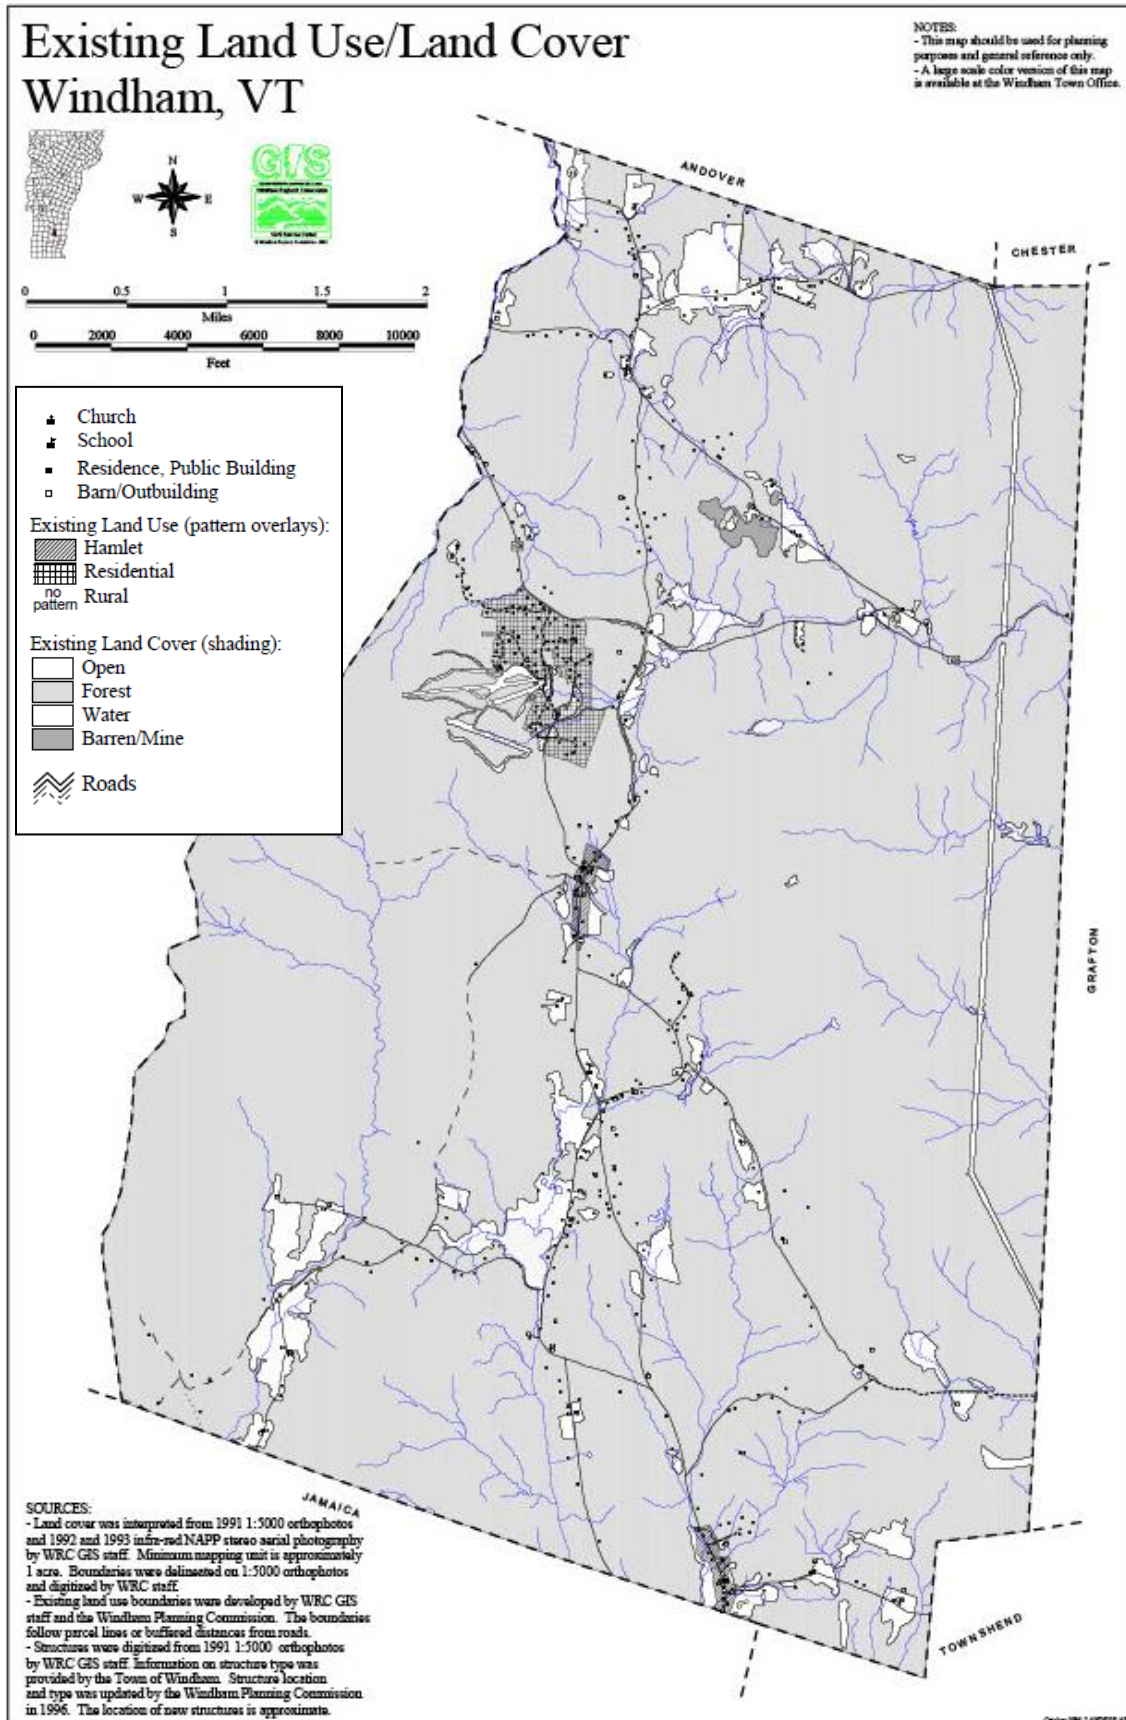 Existing Land Use/Land Cover
Windham, VT
NOTES:
- This map should be used for planning
purposes and general reference only.
- A large scale color version of this map
is available at the Windham Town Office.
N
W E
S
GIS
0 0.5 1 1.5 2
Miles
0 2000 4000 6000 8000 10000
Feet
ANDOVER
CHESTER
Church
School
Residence, Public Building
Barn/Outbuilding
Existing Land Use (pattern overlays):
Hamlet
Residential
no
pattern Rural
Existing Land Cover (shading):
Open
Forest
Water
Barren/Mine
Roads
GRAFTON
JAMAICA
TOWNSHEND
SOURCES:
- Land cover was interpreted from 1991 1:5000 orthophotos
and 1992 and 1993 infra-red NAPP stereo aerial photography
by WRC GIS staff. Minimum mapping unit is approximately
1 acre. Boundaries were delineated on 1:5000 orthophotos
and digitized by WRC staff.
- Existing land use boundaries were developed by WRC GIS
staff and the Windham Planning Commission. The boundaries
follow parcel lines or buffered distances from roads.
- Structures were digitized from 1991 1:5000 orthophotos
by WRC GIS staff. Information on structure type was
provided by the Town of Windham. Structure location
and type was updated by the Windham Planning Commission
in 1996. The location of new structures is approximate.